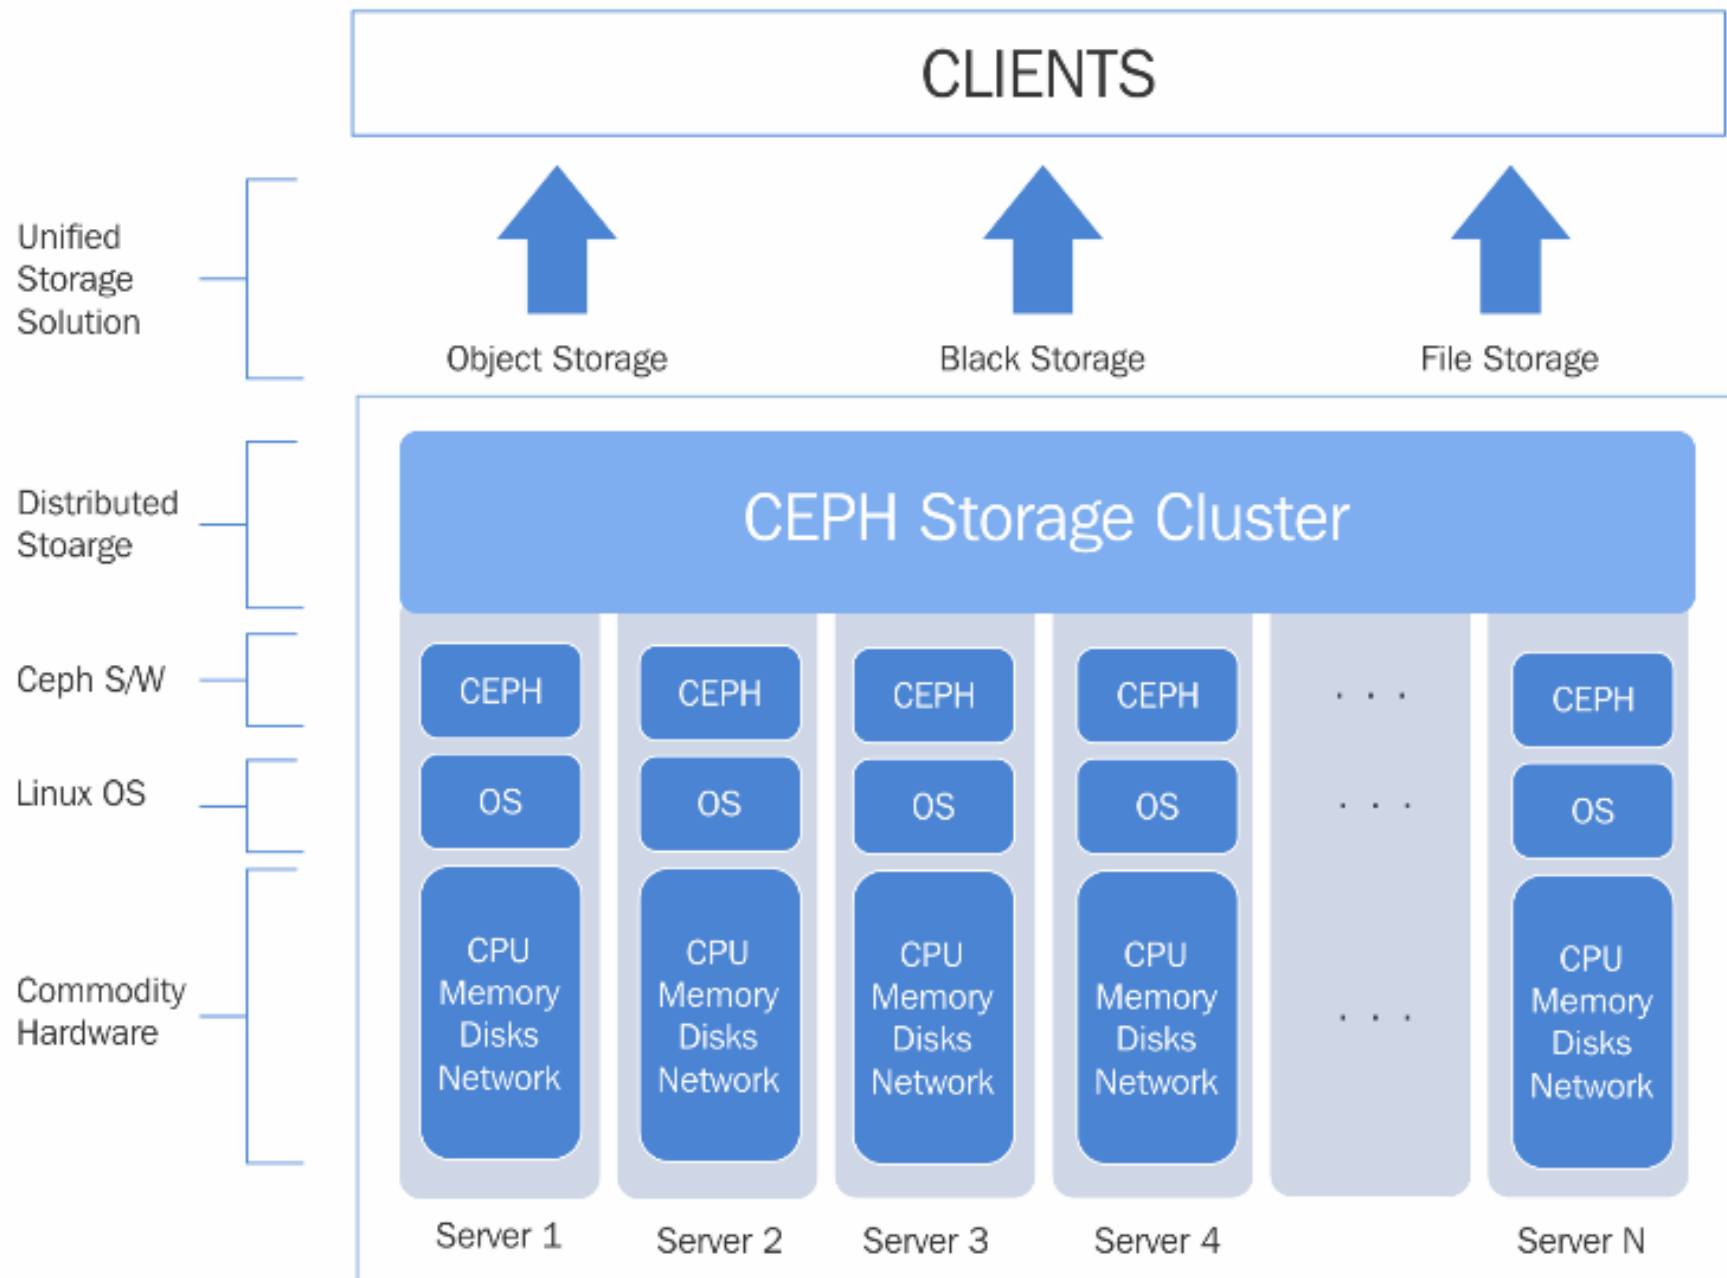 CLIENTS
Unified
Storage
Solution
Object Storage
Black Storage
File Storage
Distributed
Stoarge
CEPH Storage Cluster
Ceph S/W
CEPH
CEPH
CEPH
CEPH
. . .
CEPH
Linux OS
OS
OS
OS
OS
. . .
OS
Commodity
Hardware
CPU
Memory
Disks
Network
CPU
Memory
Disks
Network
CPU
Memory
Disks
Network
CPU
Memory
Disks
Network
. . .
CPU
Memory
Disks
Network
Server 1
Server 2
Server 3
Server 4
Server N